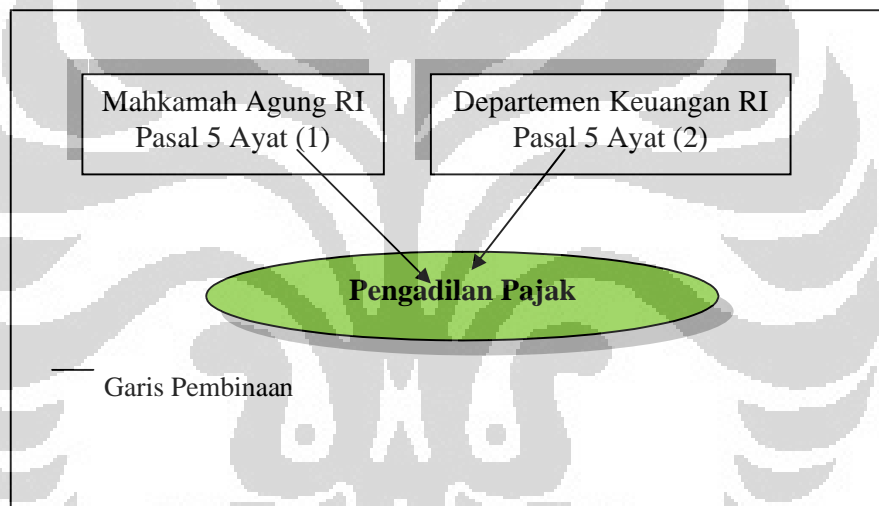 Mahkamah Agung RI
Pasal 5 Ayat (1)
Departemen Keuangan RI
Pasal 5 Ayat (2)
Pengadilan Pajak
Garis Pembinaan